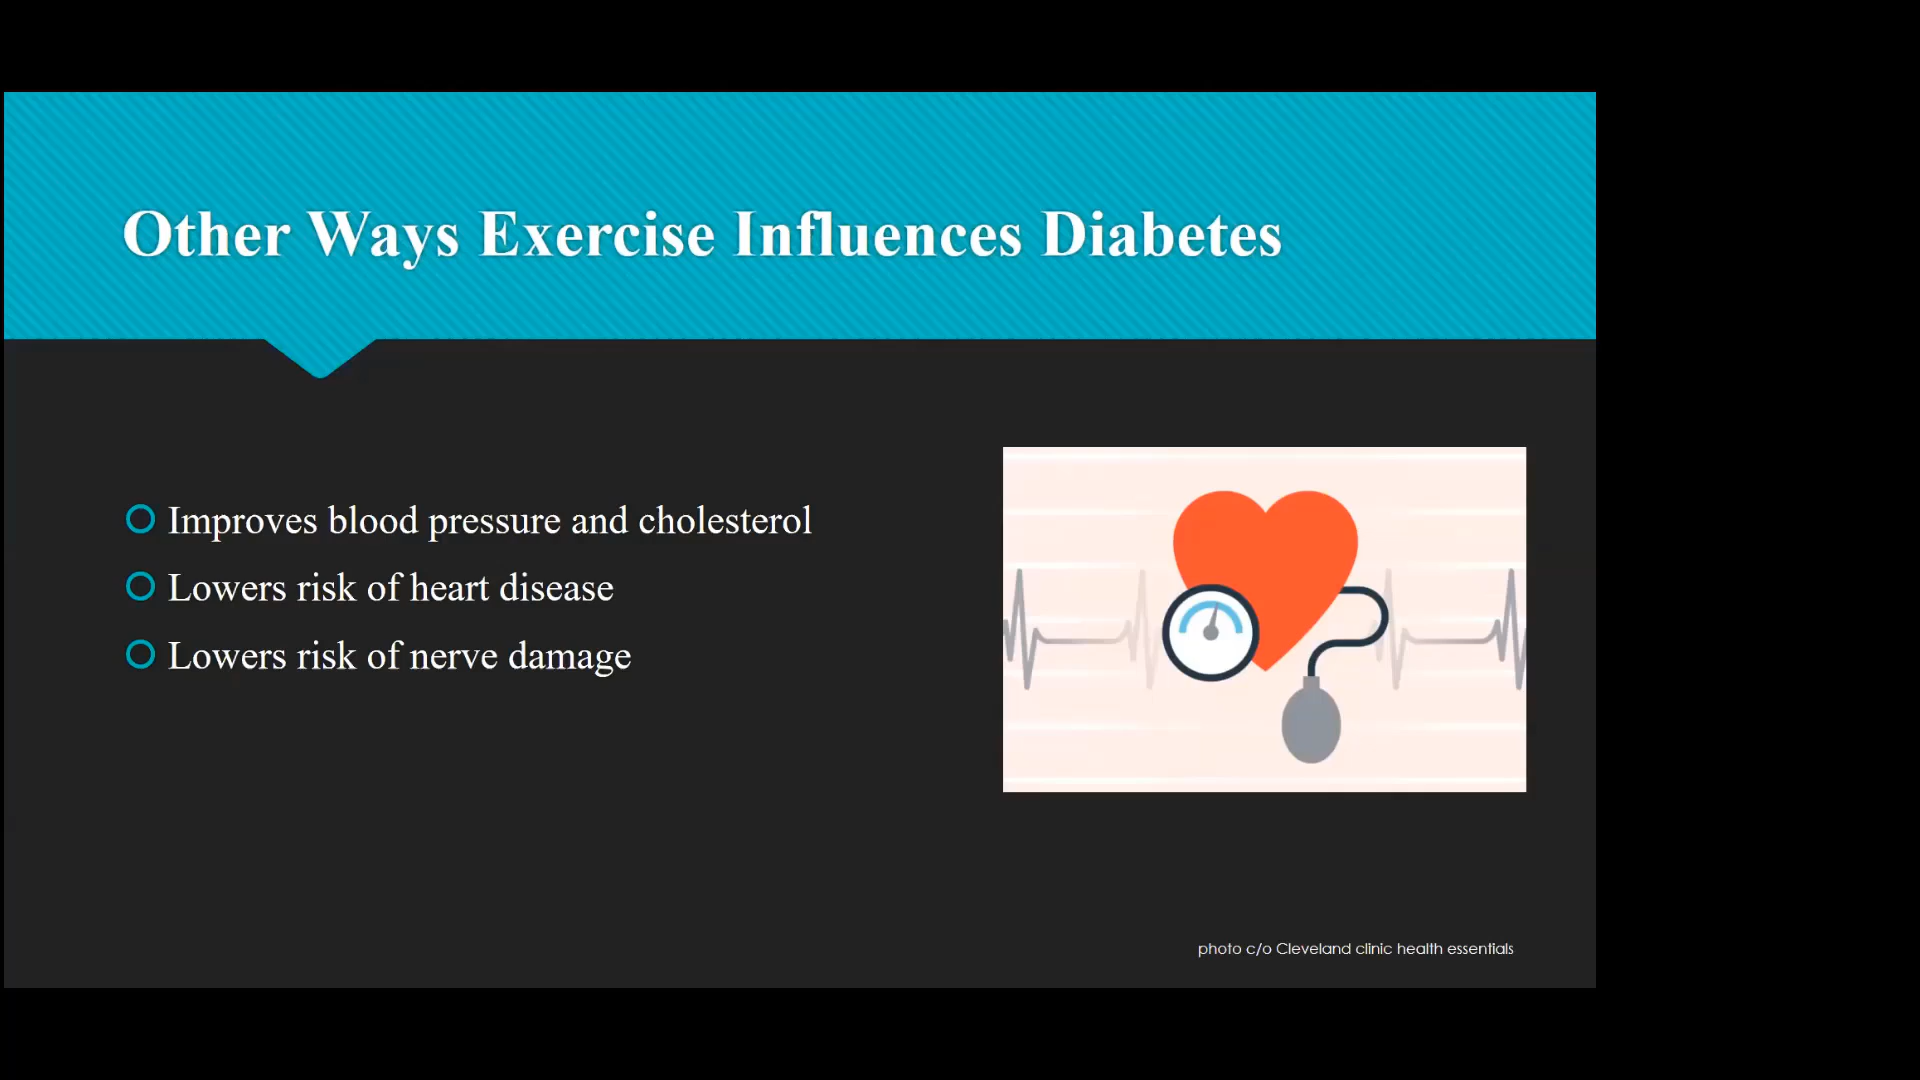 Other Ways Exercise Influences Diabetes
Improves blood pressure and cholesterol
Lowers risk of heart disease
Lowers risk of nerve damage
photo c/o Cleveland clinic health essentials